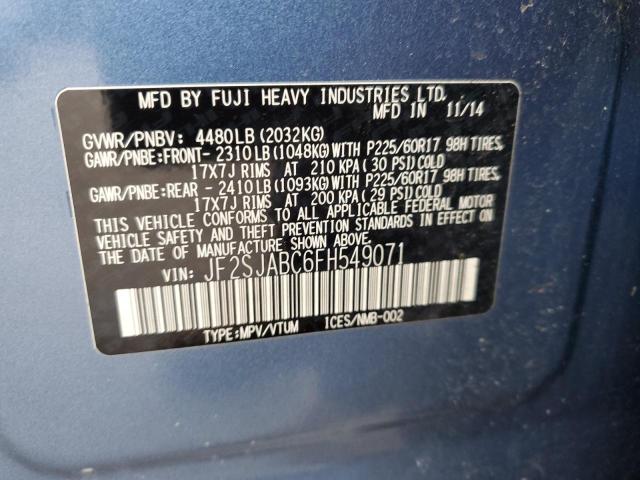 MFD BY FUJI HEAVY INDUSTRIES LTD.
MFD IN 11/14
GVWR/PNBV: 4480LB(2032KG)
GAWR/PNBE:FRONT- 2310LB(1048KG)WITH P225/60R17 98H TIRES,
17X7J RIMS AT 210 KPA(30 PSI)COLD
GAWR/PNBE:REAR - 2410LB(1093KG)WITH P225/60R17 98H TIRES,
17X7J RIMS AT 200 KPA(29 PSI)COLD
THIS VEHICLE CONFORMS TO ALL APPLICABLE FEDERAL MOTOR
VEHICLE SAFETY AND THEFT PREVENTION STANDARDS IN EFFECT ON
THE DATE OF MANUFACTURE SHOWN ABOVE.
VIN: JF2SJABC6FH549071
TYPE:MPV/VTUM ICES/NMB-002